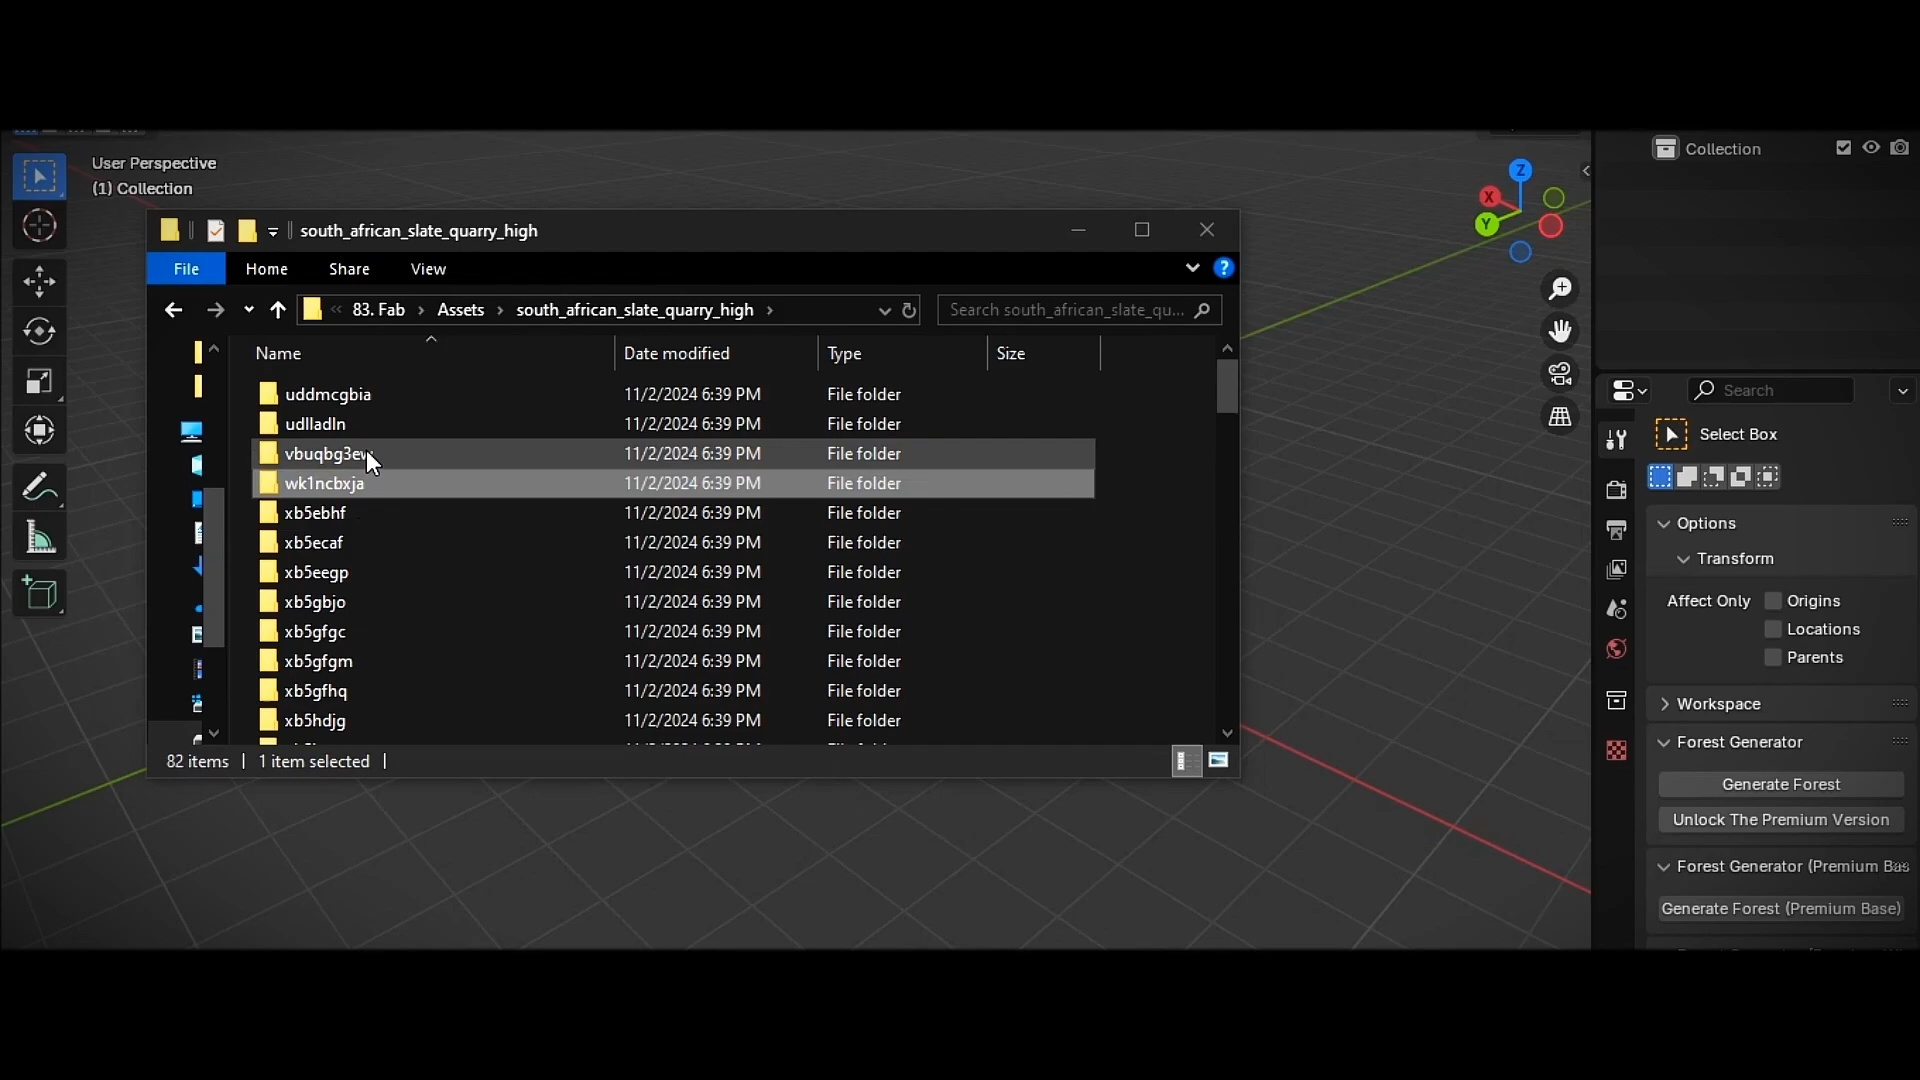 User Perspective
(1) Collection
Collection
south_african_slate_quarry_high
File Home Share View
83. Fab Assets south_african_slate_quarry_high
Search south_african_slate_qu...
Name Date modified Type Size
uddmcgbia 11/2/2024 6:39 PM File folder
udlladln 11/2/2024 6:39 PM File folder
11/2/2024 6:39 PM File folder
wk1ncbxja 11/2/2024 6:39 PM File folder
xb5ebhf 11/2/2024 6:39 PM File folder
xb5ecaf 11/2/2024 6:39 PM File folder
xb5eegp 11/2/2024 6:39 PM File folder
xb5gbjo 11/2/2024 6:39 PM File folder
xb5gfgc 11/2/2024 6:39 PM File folder
xb5gfgm 11/2/2024 6:39 PM File folder
xb5gfhq 11/2/2024 6:39 PM File folder
xb5hdjg 11/2/2024 6:39 PM File folder
82 items 1 item selected
Z
X
Y
Search
Select Box
Options
Transform
Affect Only Origins
Locations
Parents
Workspace
Forest Generator
Generate Forest
Unlock The Premium Version
Forest Generator (Premium Bas
Generate Forest (Premium Base)